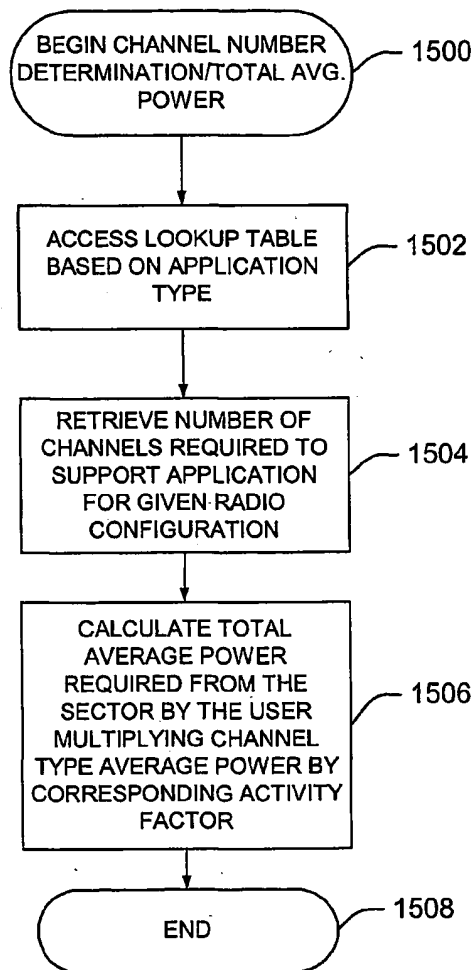 BEGIN CHANNEL NUMBER
DETERMINATION/TOTAL AVG.
POWER
1500
ACCESS LOOKUP TABLE
BASED ON APPLICATION
TYPE
1502
RETRIEVE NUMBER OF
CHANNELS REQUIRED TO
SUPPORT APPLICATION
FOR GIVEN RADIO
CONFIGURATION
1504
CALCULATE TOTAL
AVERAGE POWER
REQUIRED FROM THE
SECTOR BY THE USER
MULTIPLYING CHANNEL
TYPE AVERAGE POWER BY
CORRESPONDING ACTIVITY
FACTOR
1506
END
1508